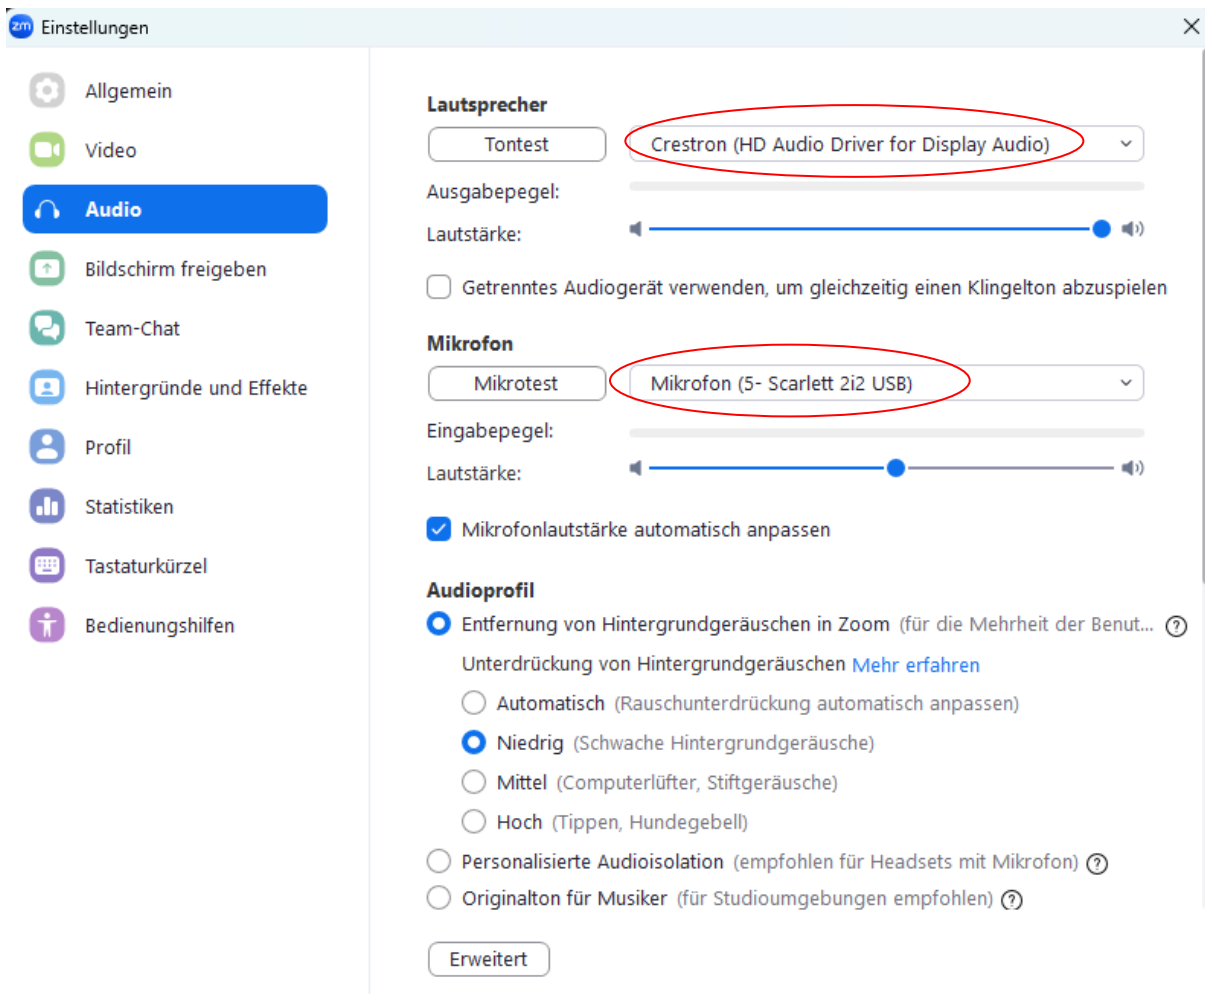 zm Einstellungen
Allgemein
Video
Audio
Bildschirm freigeben
Team-Chat
Hintergründe und Effekte
Profil
Statistiken
Tastaturkürzel
Bedienungshilfen
Lautsprecher
Tontest Crestron (HD Audio Driver for Display Audio)
Ausgabepegel:
Lautstärke:
Getrenntes Audiogerät verwenden, um gleichzeitig einen Klingelton abzuspielen
Mikrofon
Mikrotest Mikrofon (5- Scarlett 2i2 USB)
Eingabepegel:
Lautstärke:
Mikrofonlautstärke automatisch anpassen
Audioprofil
Entfernung von Hintergrundgeräuschen in Zoom (für die Mehrheit der Benut... ?
Unterdrückung von Hintergrundgeräuschen Mehr erfahren
Automatisch (Rauschunterdrückung automatisch anpassen)
Niedrig (Schwache Hintergrundgeräusche)
Mittel (Computerlüfter, Stiftgeräusche)
Hoch (Tippen, Hundegebell)
Personalisierte Audioisolation (empfohlen für Headsets mit Mikrofon) ?
Originalton für Musiker (für Studioumgebungen empfohlen) ?
Erweitert